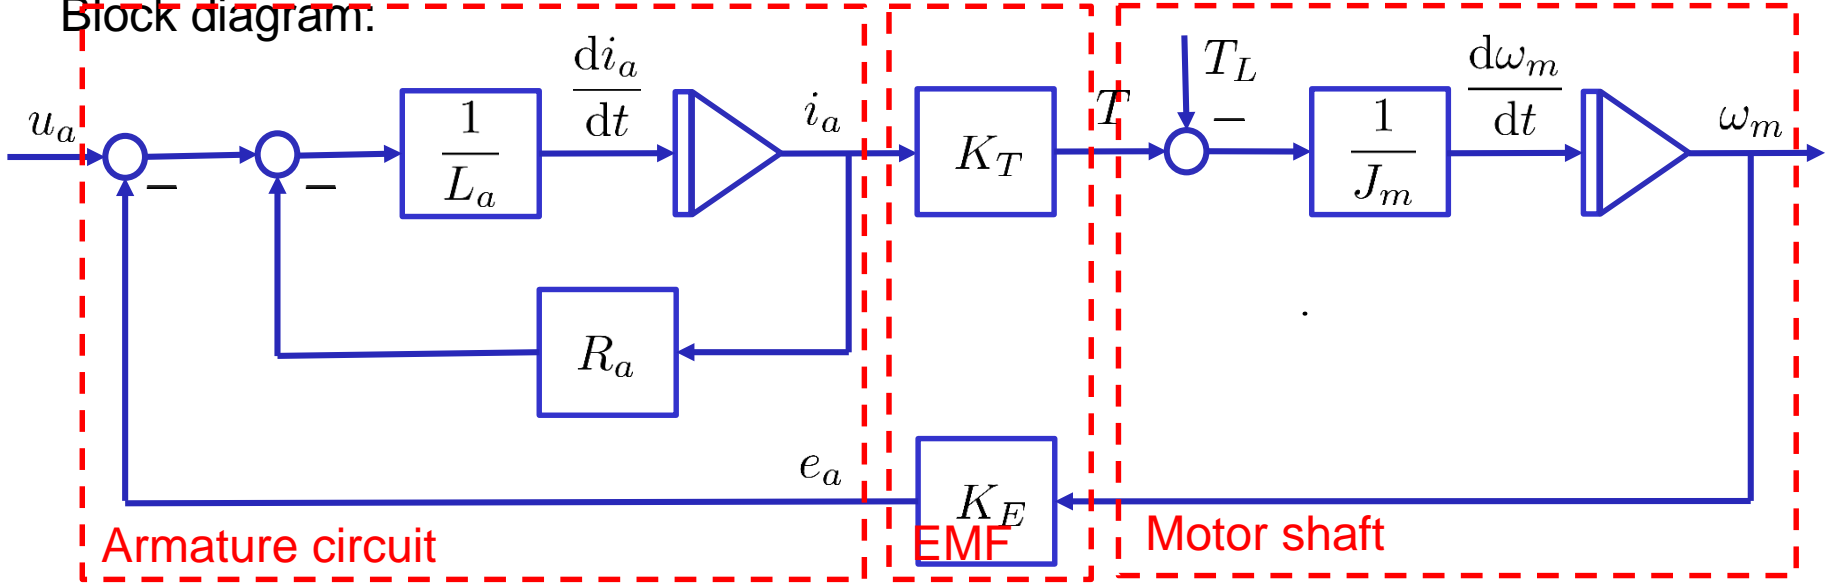 Block diagram:
u_a
−
−
1
L_a
di_a
dt
i_a
R_a
K_T
T
T_L
−
1
J_m
dω_m
dt
ω_m
e_a
K_E
Armature circuit
EMF
Motor shaft